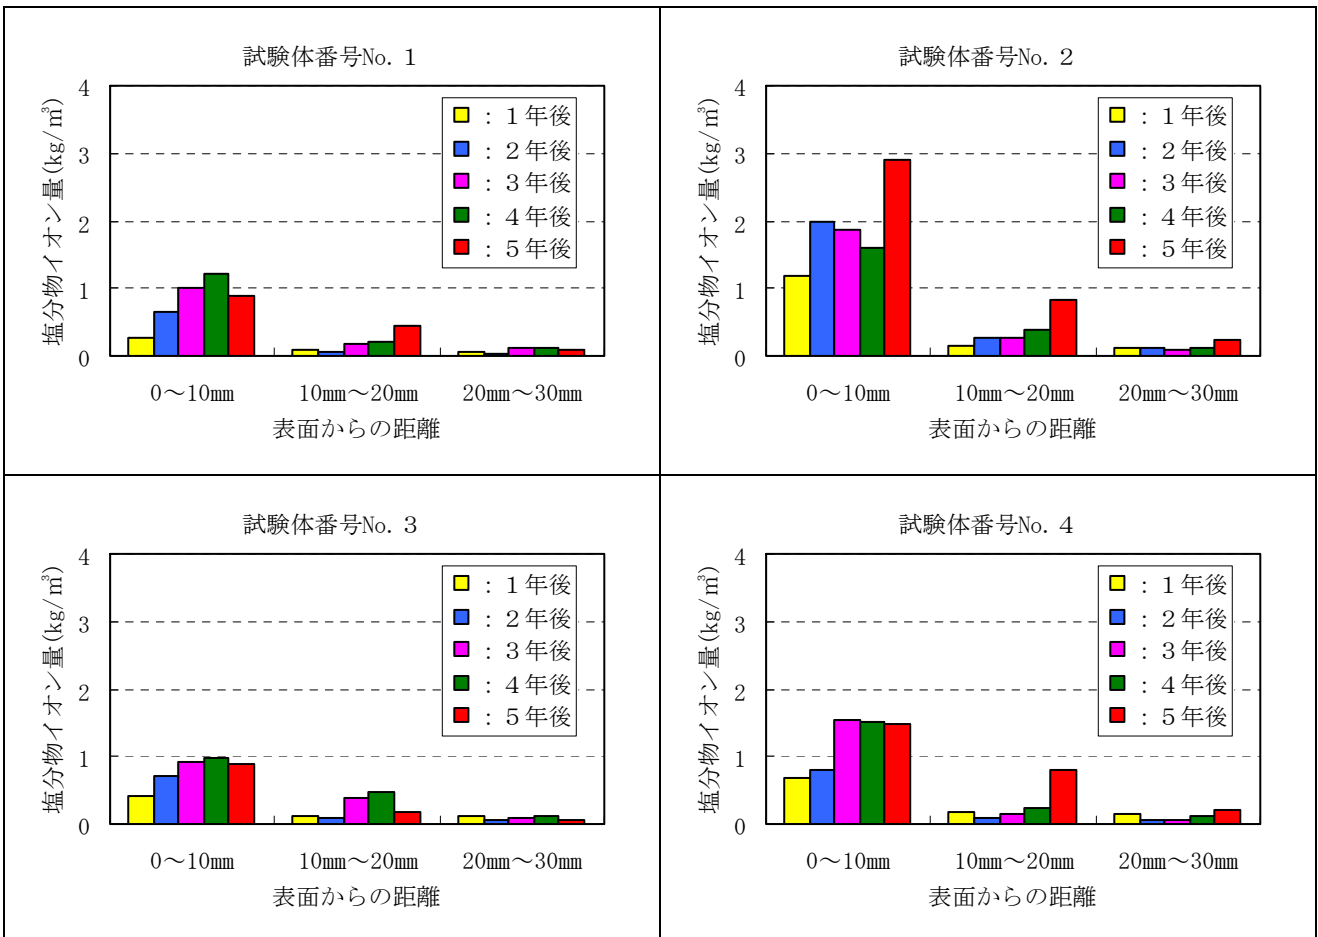 試験体番号No. 1
塩分物イオン量(kg/㎥)
4
3
2
1
0
: 1年後
: 2年後
: 3年後
: 4年後
: 5年後
0～10㎜
10㎜～20㎜
20㎜～30㎜
表面からの距離
試験体番号No. 2
塩分物イオン量(kg/㎥)
4
3
2
1
0
: 1年後
: 2年後
: 3年後
: 4年後
: 5年後
0～10㎜
10㎜～20㎜
20㎜～30㎜
表面からの距離
試験体番号No. 3
塩分物イオン量(kg/㎥)
4
3
2
1
0
: 1年後
: 2年後
: 3年後
: 4年後
: 5年後
0～10㎜
10㎜～20㎜
20㎜～30㎜
表面からの距離
試験体番号No. 4
塩分物イオン量(kg/㎥)
4
3
2
1
0
: 1年後
: 2年後
: 3年後
: 4年後
: 5年後
0～10㎜
10㎜～20㎜
20㎜～30㎜
表面からの距離